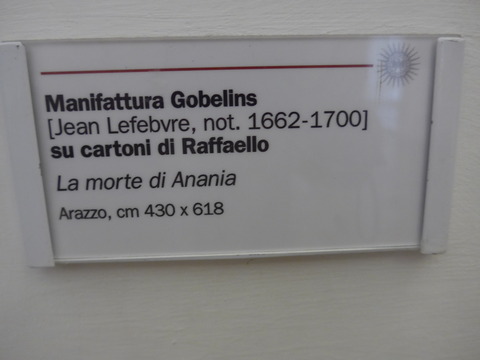 Manifattura Gobelins
[Jean Lefebvre, not. 1662-1700]
su cartoni di Raffaello
La morte di Anania
Arazzo, cm 430 x 618